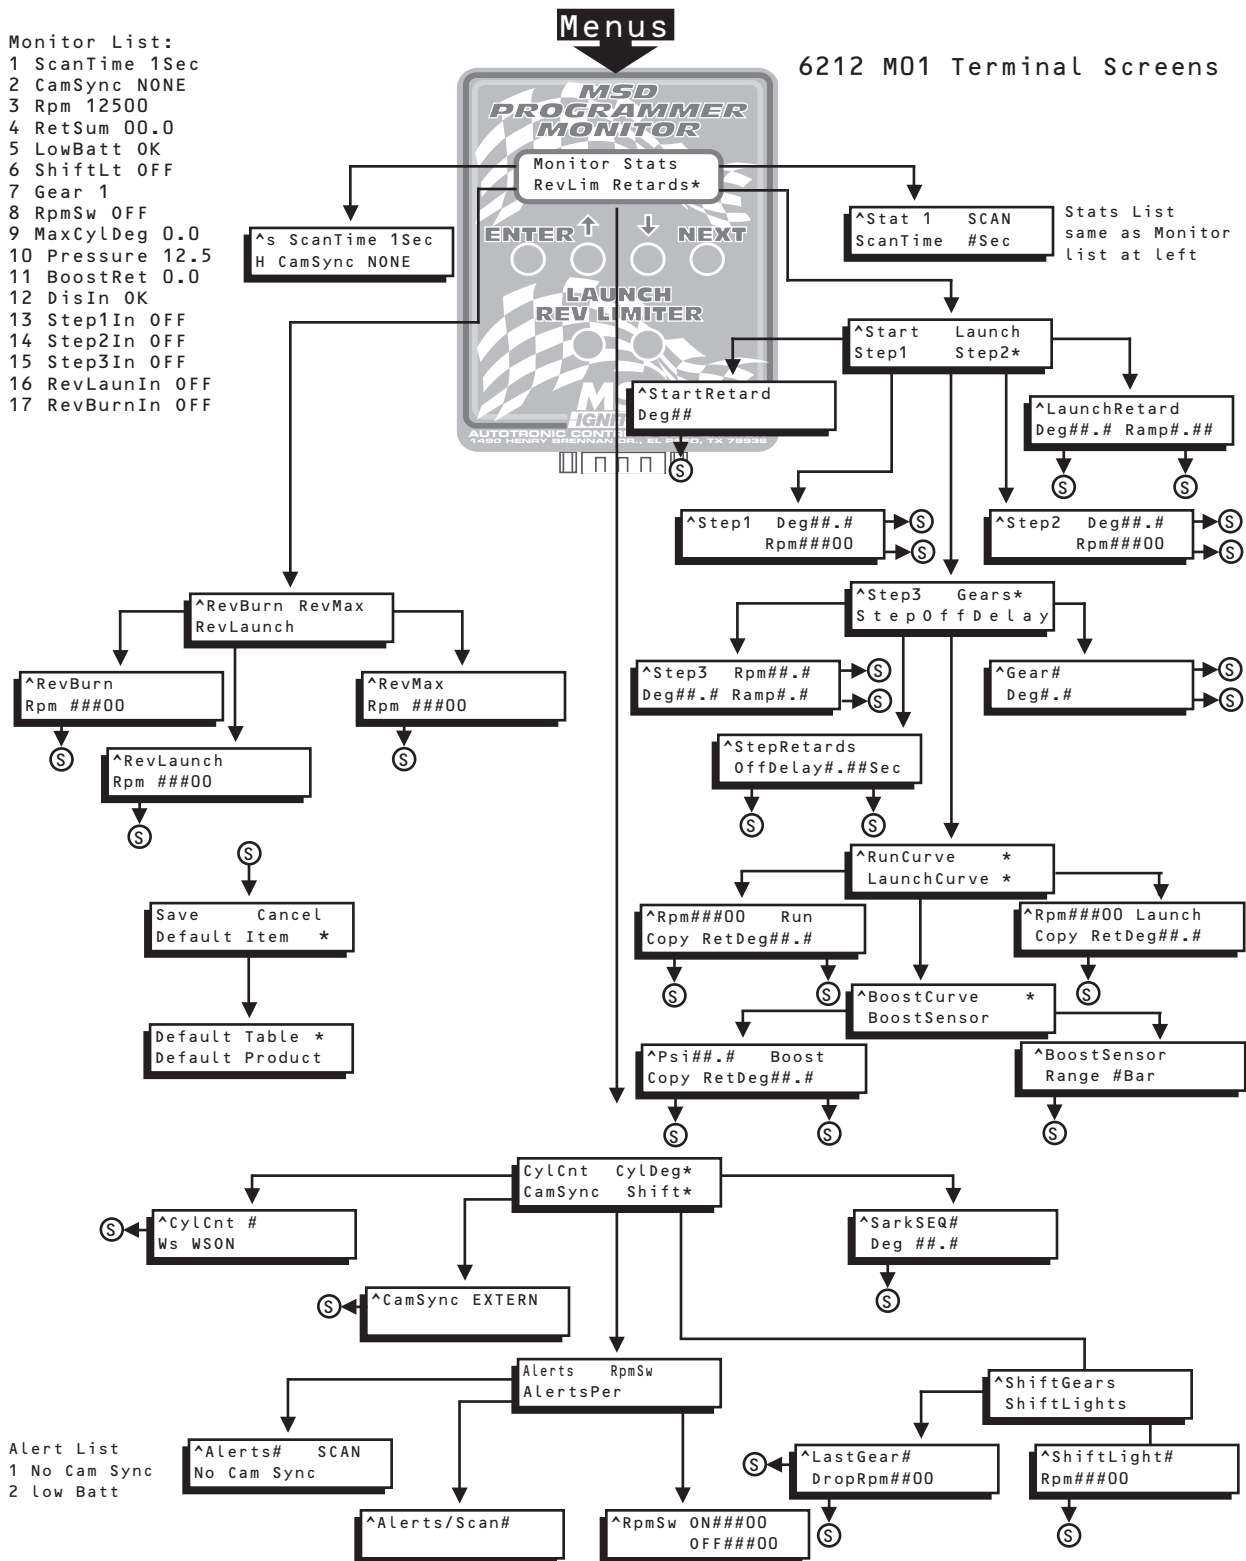 Menus
6212 M01 Terminal Screens
Monitor List:
1 ScanTime 1Sec
2 CamSync NONE
3 Rpm 12500
4 RetSum 00.0
5 LowBatt OK
6 ShiftLt OFF
7 Gear 1
8 RpmSw OFF
9 MaxCylDeg 0.0
10 Pressure 12.5
11 BoostRet 0.0
12 DisIn OK
13 Step1In OFF
14 Step2In OFF
15 Step3In OFF
16 RevLaunIn OFF
17 RevBurnIn OFF
MSD
PROGRAMMER
MONITOR
Monitor Stats
RevLim Retards*
ENTER
NEXT
LAUNCH
REV LIMITER
1490 HENRY BRENNAN DR., EL PASO, TX 79936
^s ScanTime 1Sec
H CamSync NONE
^Stat 1 SCAN
ScanTime #Sec
Stats List
same as Monitor
list at left
^Start Launch
Step1 Step2*
^StartRetard
Deg##
S
^LaunchRetard
Deg##.# Ramp#.##
S S
^Step1 Deg##.#
Rpm###00
S
S
^Step2 Deg##.#
Rpm###00
S
S
^Step3 Gears*
StepOffDelay
^Step3 Rpm##.#
Deg##.# Ramp#.#
S
S
^Gear#
Deg#.#
S
S
^StepRetards
OffDelay#.##Sec
S S
^RevBurn RevMax
RevLaunch
^RevBurn
Rpm ###00
S
^RevMax
Rpm ###00
S
^RevLaunch
Rpm ###00
S
S
Save Cancel
Default Item *
Default Table *
Default Product
^RunCurve *
LaunchCurve *
^Rpm###00 Run
Copy RetDeg##.#
S S
^Rpm###00 Launch
Copy RetDeg##.#
S
^BoostCurve *
BoostSensor
^Psi##.# Boost
Copy RetDeg##.#
S S
^BoostSensor
Range #Bar
S
CylCnt CylDeg*
CamSync Shift*
^CylCnt #
Ws WSON
S
^SarkSEQ#
Deg ##.#
S
^CamSync EXTERN
S
Alerts RpmSw
AlertsPer
^ShiftGears
ShiftLights
Alert List
1 No Cam Sync
2 low Batt
^Alerts# SCAN
No Cam Sync
^Alerts/Scan#
^RpmSw ON###00
OFF###00
^LastGear#
DropRpm##00
S
S
^ShiftLight#
Rpm###00
S